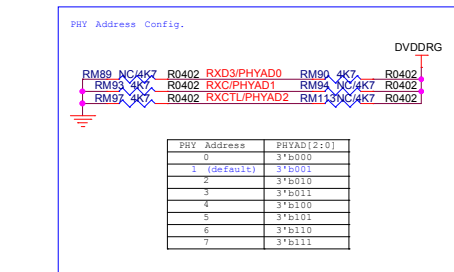 PHY Address Config.
DVDDRG
RM89 NC/4K7 R0402 RXD3/PHYAD0 RM90 4K7 R0402
RM93 4K7 R0402 RXC/PHYAD1 RM94 NC/4K7 R0402
RM97 4K7 R0402 RXCTL/PHYAD2 RM113NC/4K7 R0402
PHY Address PHYAD[2:0]
0 3'b000
1 (default) 3'b001
2 3'b010
3 3'b011
4 3'b100
5 3'b101
6 3'b110
7 3'b111